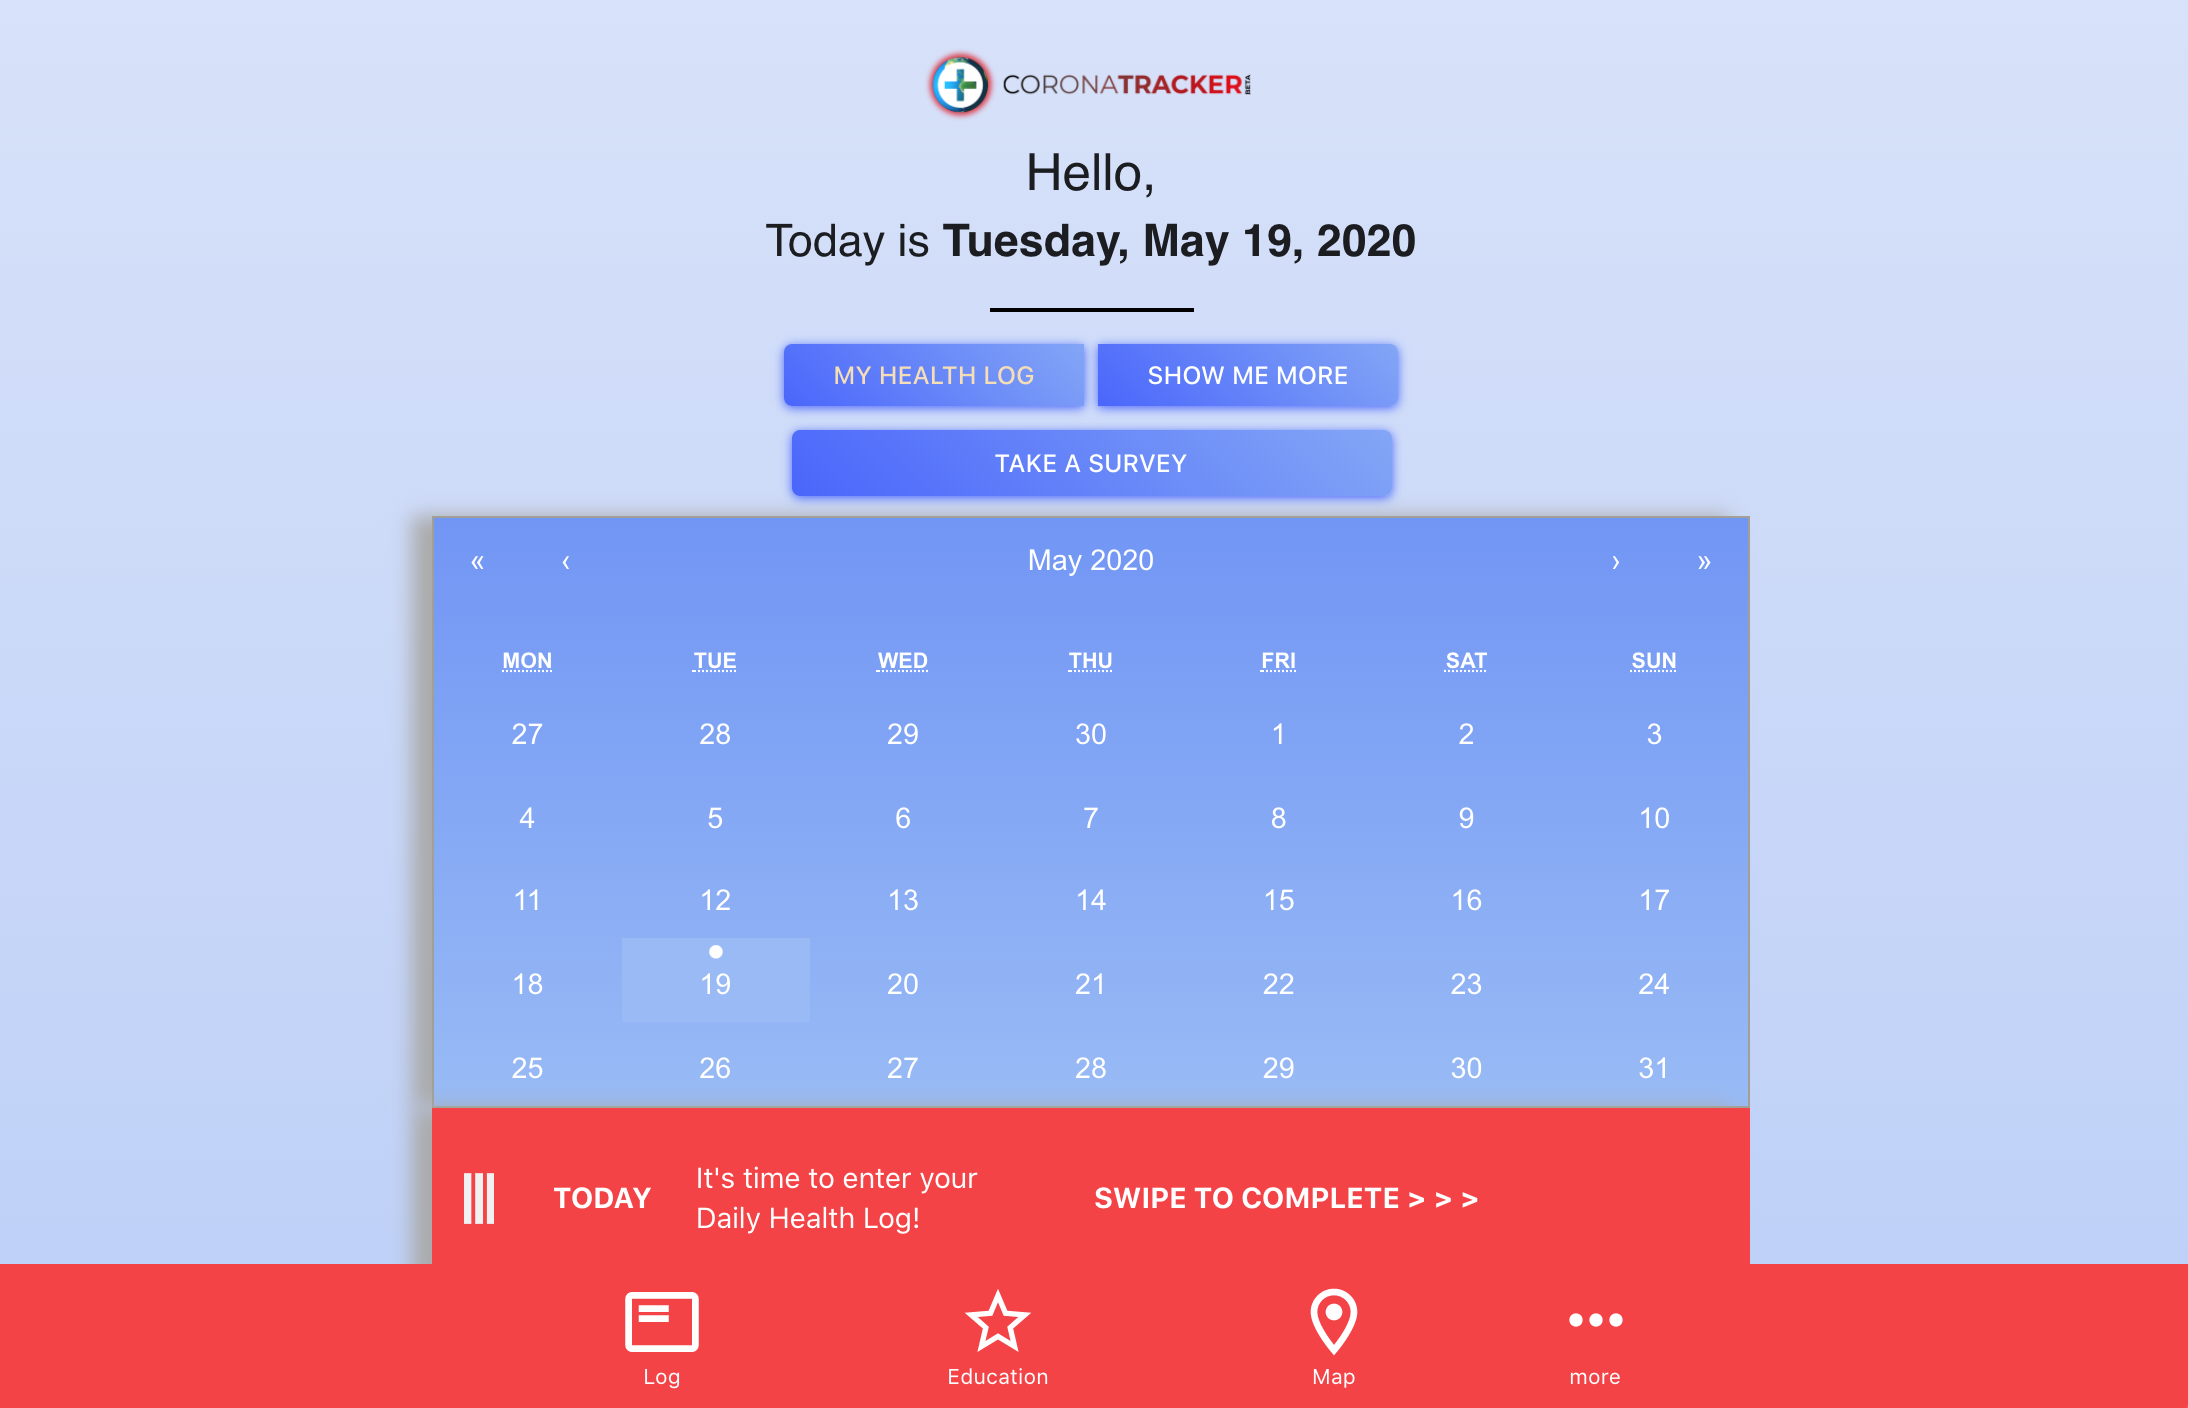 CORONATRACKER BETA
Hello,
Today is Tuesday, May 19, 2020
MY HEALTH LOG SHOW ME MORE
TAKE A SURVEY
« ‹ May 2020 › »
MON TUE WED THU FRI SAT SUN
27 28 29 30 1 2 3
4 5 6 7 8 9 10
11 12 13 14 15 16 17
18 19 20 21 22 23 24
25 26 27 28 29 30 31
TODAY
It's time to enter your
Daily Health Log!
SWIPE TO COMPLETE > > >
Log Education Map more